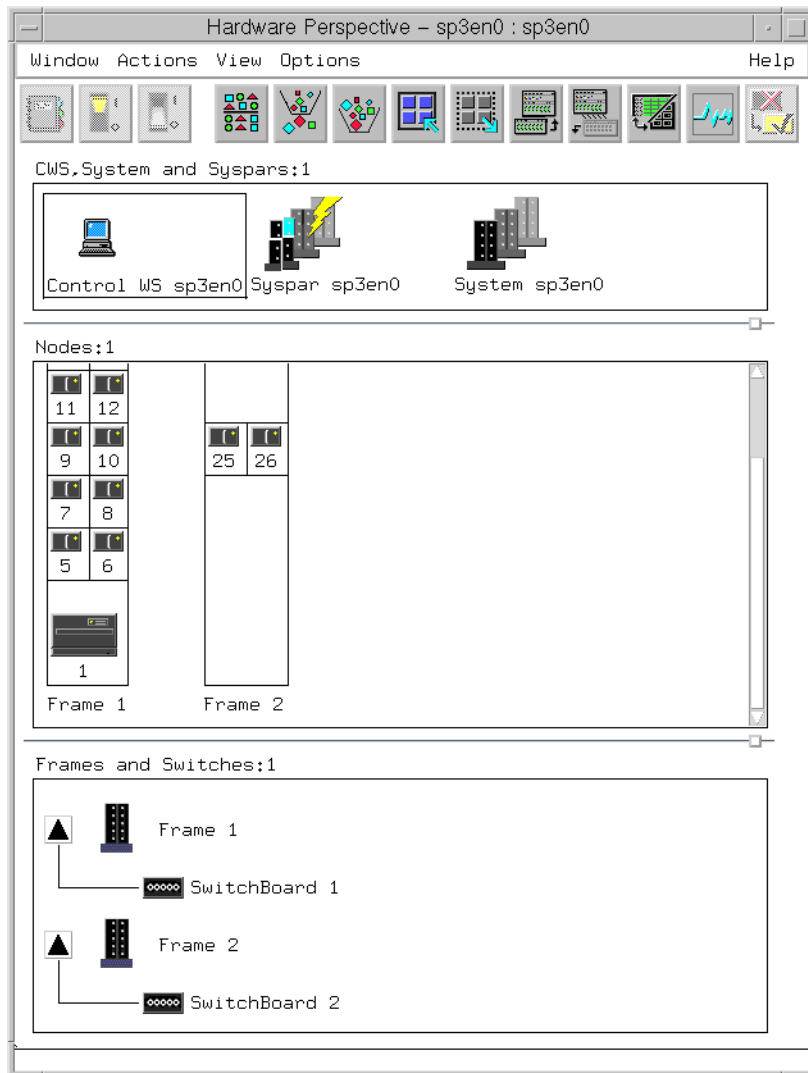 Hardware Perspective – sp3en0 : sp3en0
Window Actions View Options Help
CWS,System and Syspars:1
Control WS sp3en0 Syspar sp3en0 System sp3en0
Nodes:1
11 12
9 10 25 26
7 8
5 6
1
Frame 1 Frame 2
Frames and Switches:1
Frame 1
SwitchBoard 1
Frame 2
SwitchBoard 2